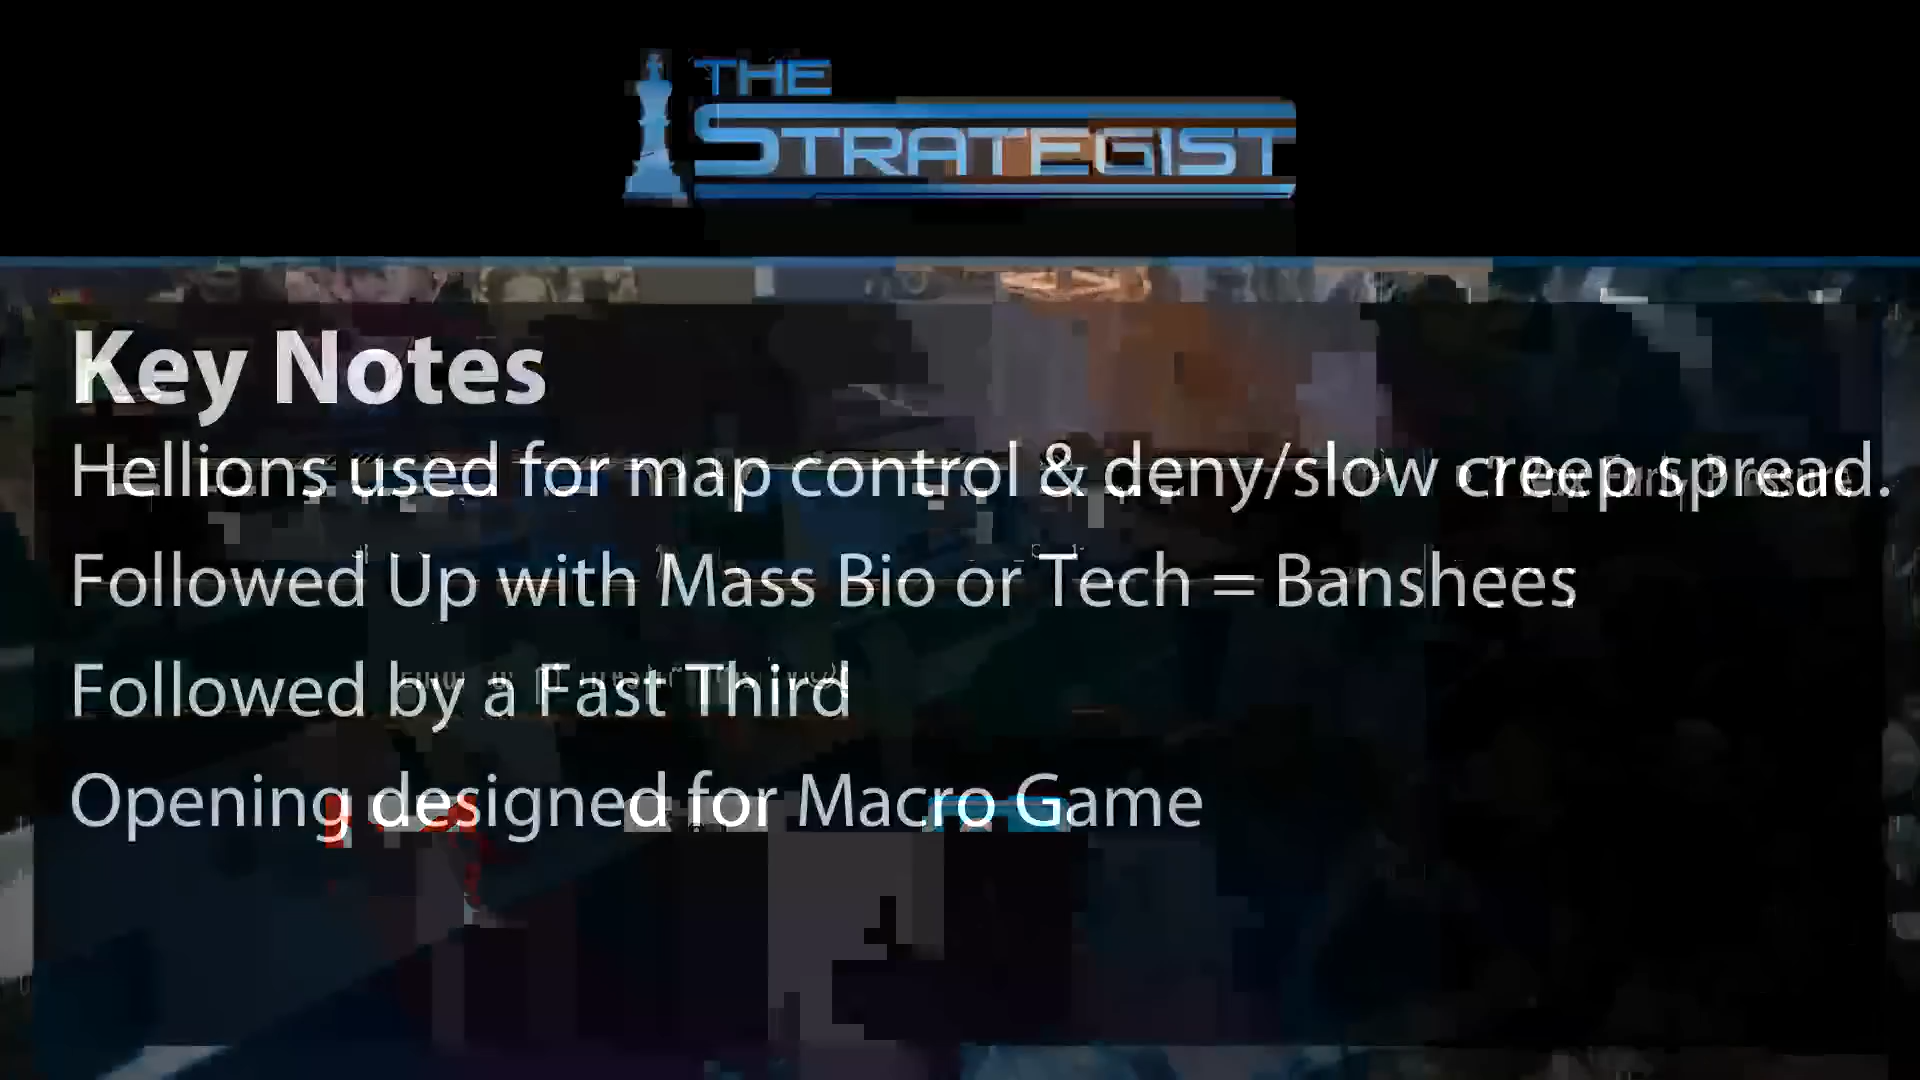 THE
STRATEGIST
Key Notes
Hellions used for map control & deny/slow creep spread.
Followed Up with Mass Bio or Tech = Banshees
Followed by a Fast Third
Opening designed for Macro Game